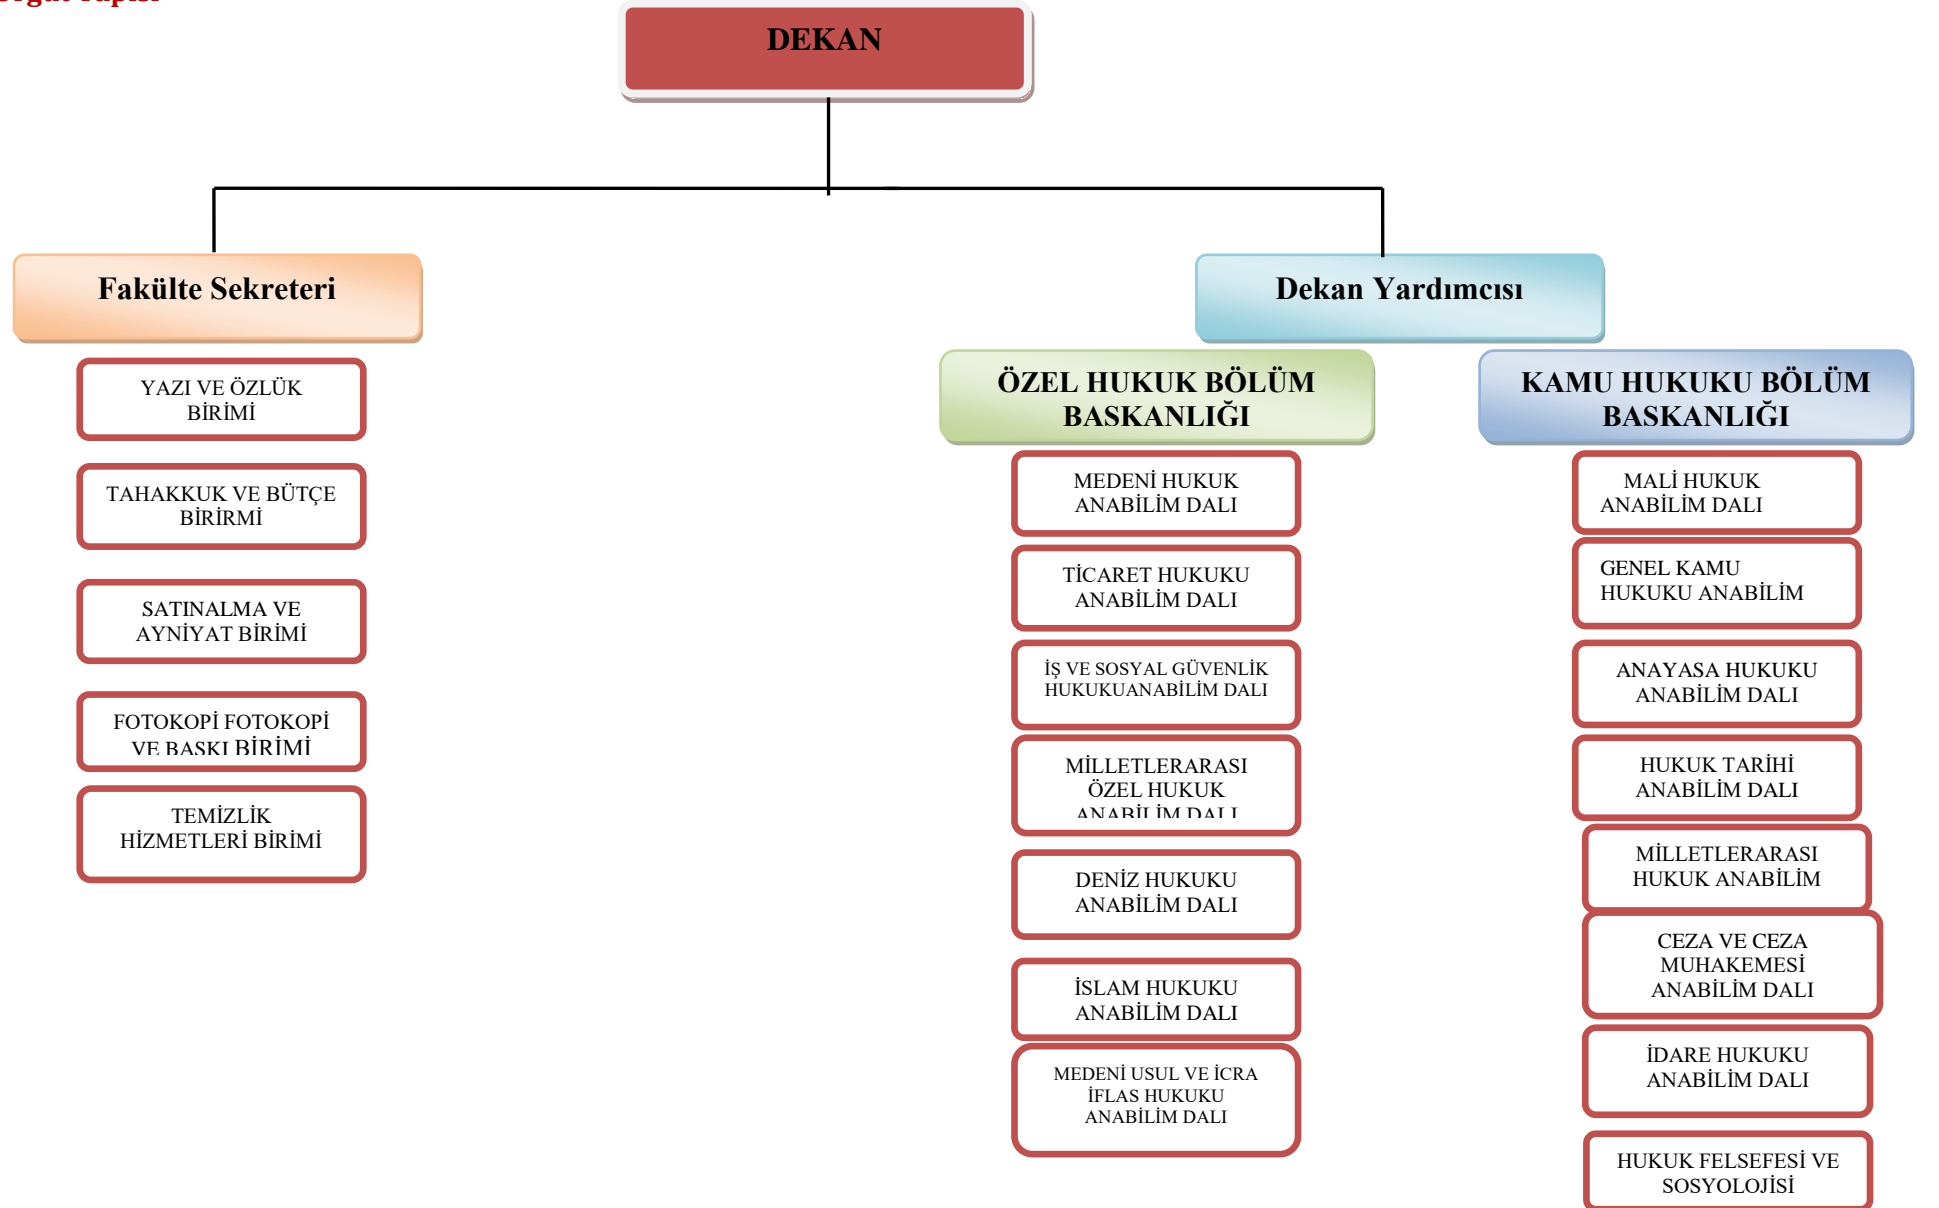 DEKAN
Fakülte Sekreteri
YAZI VE ÖZLÜK
BİRİMİ
TAHAKKUK VE BÜTÇE
BİRİRMİ
SATINALMA VE
AYNİYAT BİRİMİ
FOTOKOPİ FOTOKOPİ
VE BASKI BİRİMİ
TEMİZLİK
HİZMETLERİ BİRİMİ
Dekan Yardımcısı
ÖZEL HUKUK BÖLÜM
BASKANLIĞI
MEDENİ HUKUK
ANABİLİM DALI
TİCARET HUKUKU
ANABİLİM DALI
İŞ VE SOSYAL GÜVENLİK
HUKUKUANABİLİM DALI
MİLLETLERARASI
ÖZEL HUKUK
ANABİLİM DALI
DENİZ HUKUKU
ANABİLİM DALI
İSLAM HUKUKU
ANABİLİM DALI
MEDENİ USUL VE İCRA
İFLAS HUKUKU
ANABİLİM DALI
KAMU HUKUKU BÖLÜM
BASKANLIĞI
MALİ HUKUK
ANABİLİM DALI
GENEL KAMU
HUKUKU ANABİLİM
ANAYASA HUKUKU
ANABİLİM DALI
HUKUK TARİHİ
ANABİLİM DALI
MİLLETLERARASI
HUKUK ANABİLİM
CEZA VE CEZA
MUHAKEMESİ
ANABİLİM DALI
İDARE HUKUKU
ANABİLİM DALI
HUKUK FELSEFESİ VE
SOSYOLOJİSİ